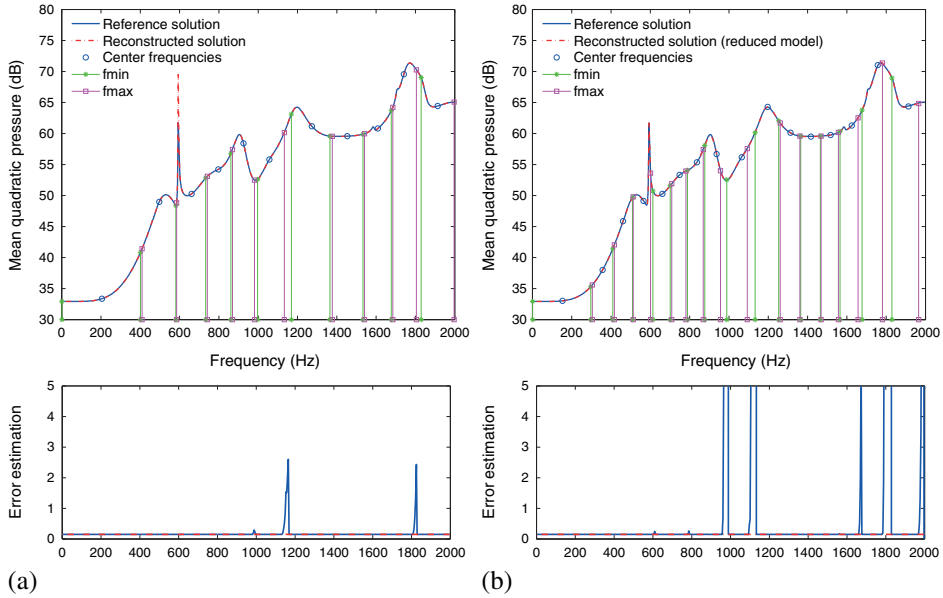 80
75
70
65
60
55
50
45
40
35
30
Mean quadratic pressure (dB)
Reference solution
Reconstructed solution
Center frequencies
fmin
fmax
0 200 400 600 800 1000 1200 1400 1600 1800 2000
Frequency (Hz)
5
4
3
2
1
0
Error estimation
0 200 400 600 800 1000 1200 1400 1600 1800 2000
(a)
80
75
70
65
60
55
50
45
40
35
30
Mean quadratic pressure (dB)
Reference solution
Reconstructed solution (reduced model)
Center frequencies
fmin
fmax
0 200 400 600 800 1000 1200 1400 1600 1800 2000
Frequency (Hz)
5
4
3
2
1
0
Error estimation
0 200 400 600 800 1000 1200 1400 1600 1800 2000
(b)